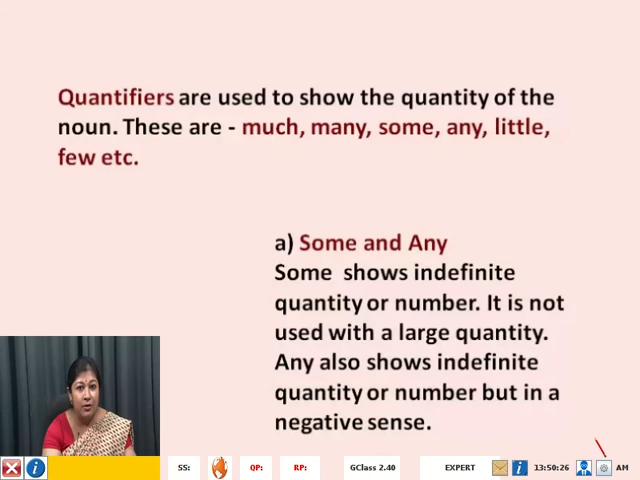 Quantifiers are used to show the quantity of the
noun. These are - much, many, some, any, little,
few etc.
a) Some and Any
Some shows indefinite
quantity or number. It is not
used with a large quantity.
Any also shows indefinite
quantity or number but in a
negative sense.
SS: QP: RP: GClass 2.40 EXPERT 13:50:26 AM